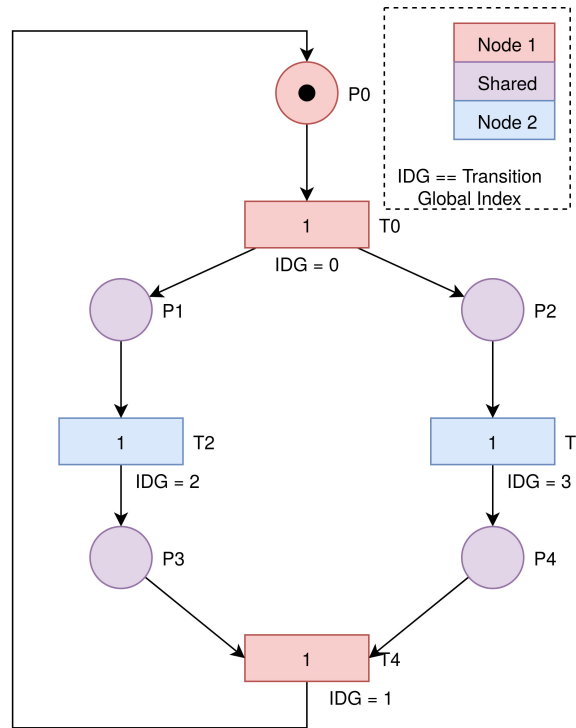 Node 1
Shared
Node 2
IDG == Transition
Global Index
P0
1
T0
IDG = 0
P1
P2
1
T2
1
T
IDG = 2
IDG = 3
P3
P4
1
T4
IDG = 1